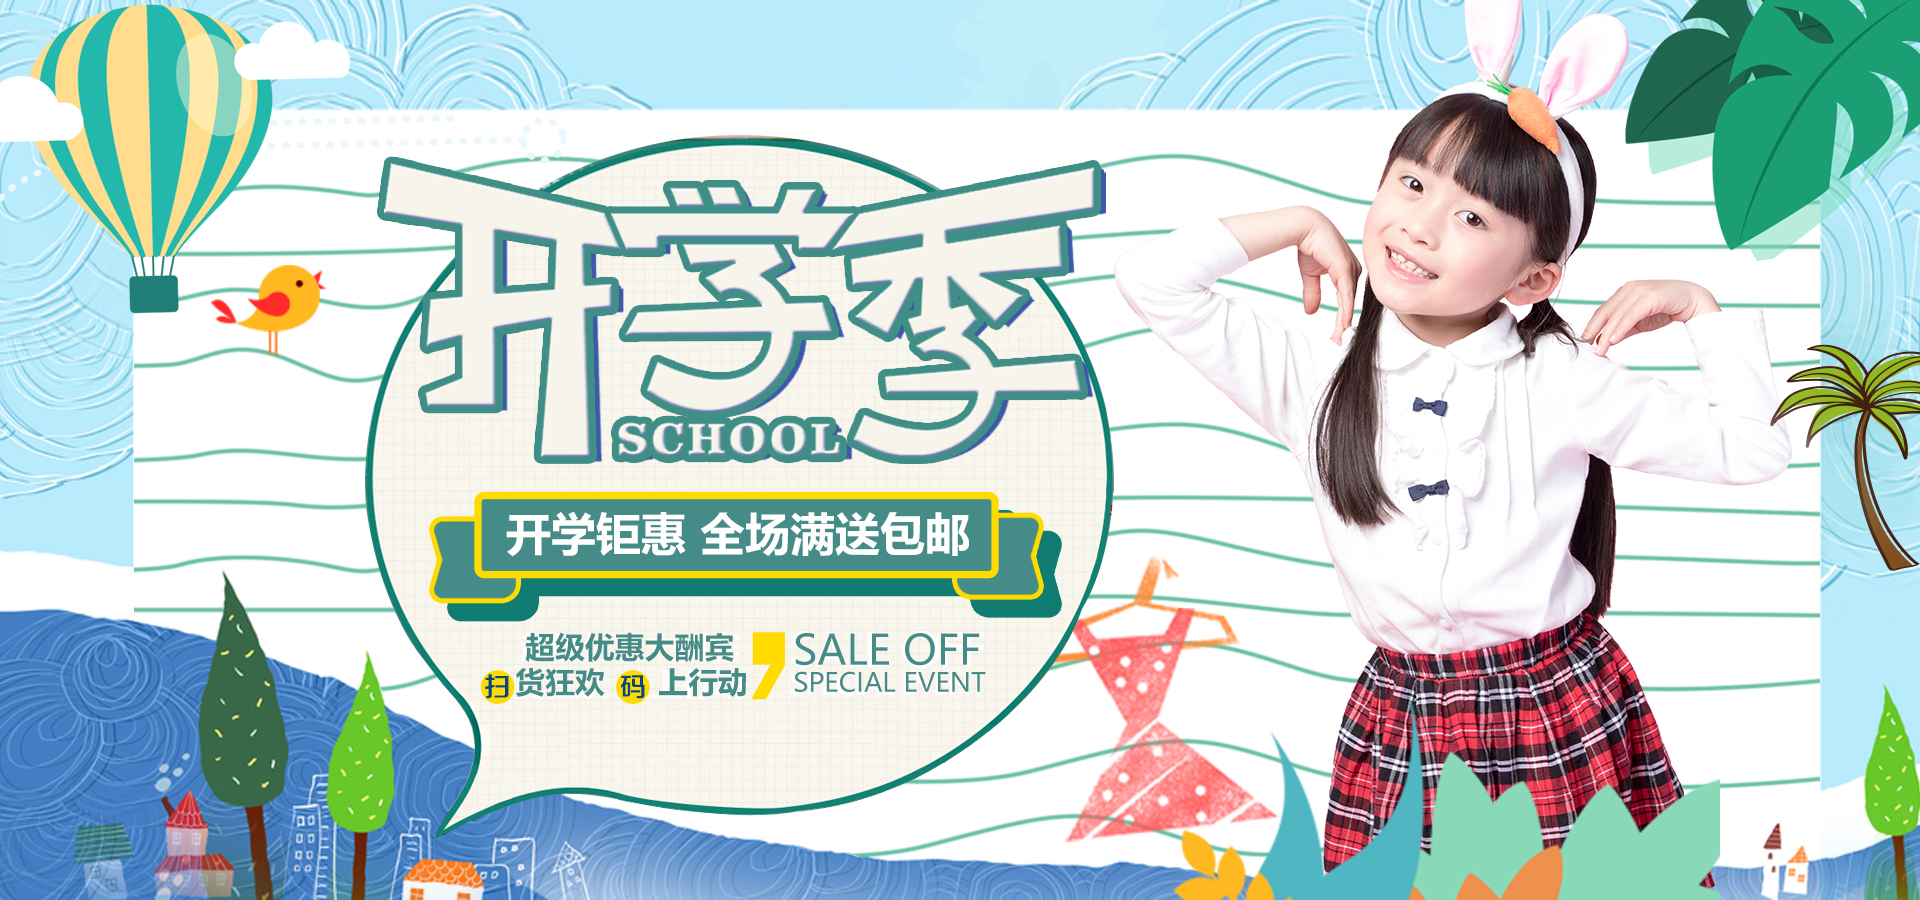 开学季
SCHOOL
开学钜惠 全场满送包邮
超级优惠大酬宾
扫货狂欢 码上行动
SALE OFF
SPECIAL EVENT